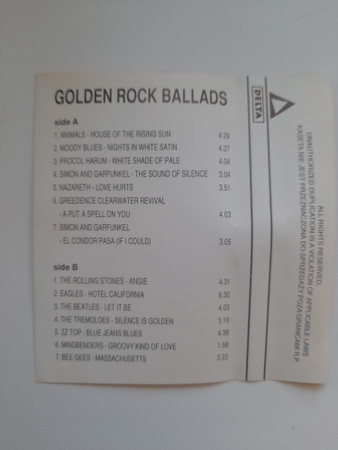 GOLDEN ROCK BALLADS
side A
1. ANIMALS - HOUSE OF THE RISING SUN 4.29
2. MOODY BLUES - NIGHTS IN WHITE SATIN 4.27
3. PROCOL HARUM - WHITE SHADE OF PALE 4.04
4. SIMON AND GARFUNKEL - THE SOUND OF SILENCE 3.04
5. NAZARETH - LOVE HURTS 3.51
6. GREEDENCE CLEARWATER REVIVAL
- A PUT A SPELL ON YOU 4.03
7. SIMON AND GARFUNKEL
- EL CONDOR PASA (IF I COULD) 3.05
side B
1. THE ROLLING STONES - ANGIE 4.31
2. EAGLES - HOTEL CALIFORNIA 6.30
3. THE BEATLES - LET IT BE 4.03
4. THE TREMOLOES - SILENCE IS GOLDEN 3.10
5. ZZ TOP - BLUE JEANS BLUES 4.38
6. MINDBENDERS - GROOVY KIND OF LOVE 1.58
7. BEE GEES - MASSACHUSETTS 2.22
DELTA
ALL RIGHTS RESERVED.
UNAUTHORIZED DUPLICATION IS A VIOLATION OF APPLICABLE LAWS
KASETA NIE JEST PRZEZNACZONA DO SPRZEDAŻY POZA GRANICAMI R.P.